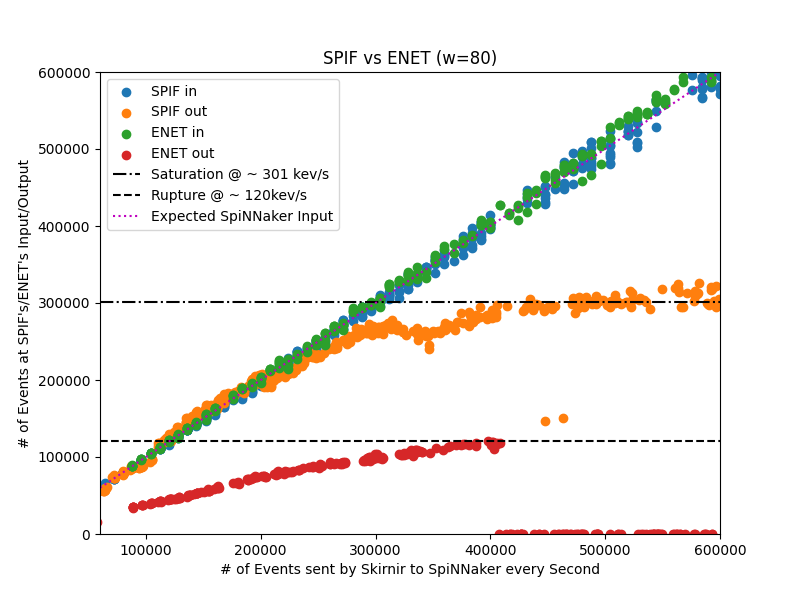 SPIF vs ENET (w=80)
SPIF in
SPIF out
ENET in
ENET out
Saturation @ ~ 301 kev/s
Rupture @ ~ 120kev/s
Expected SpiNNaker Input
# of Events at SPIF's/ENET's Input/Output
600000
500000
400000
300000
200000
100000
0
100000 200000 300000 400000 500000 600000
# of Events sent by Skirnir to SpiNNaker every Second